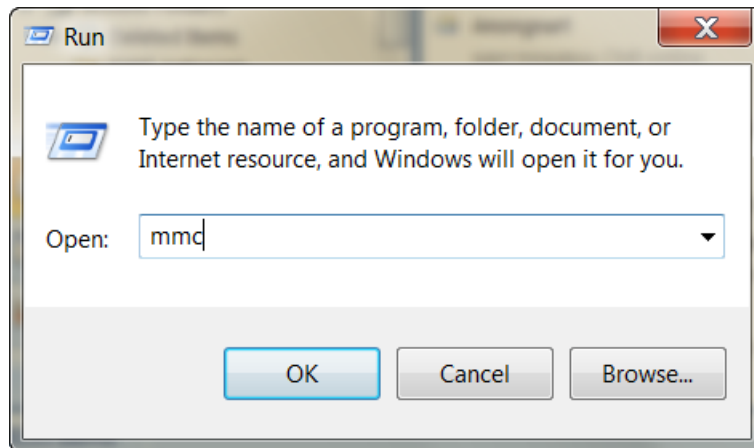 Run
Type the name of a program, folder, document, or
Internet resource, and Windows will open it for you.
Open:
mmc
OK
Cancel
Browse...